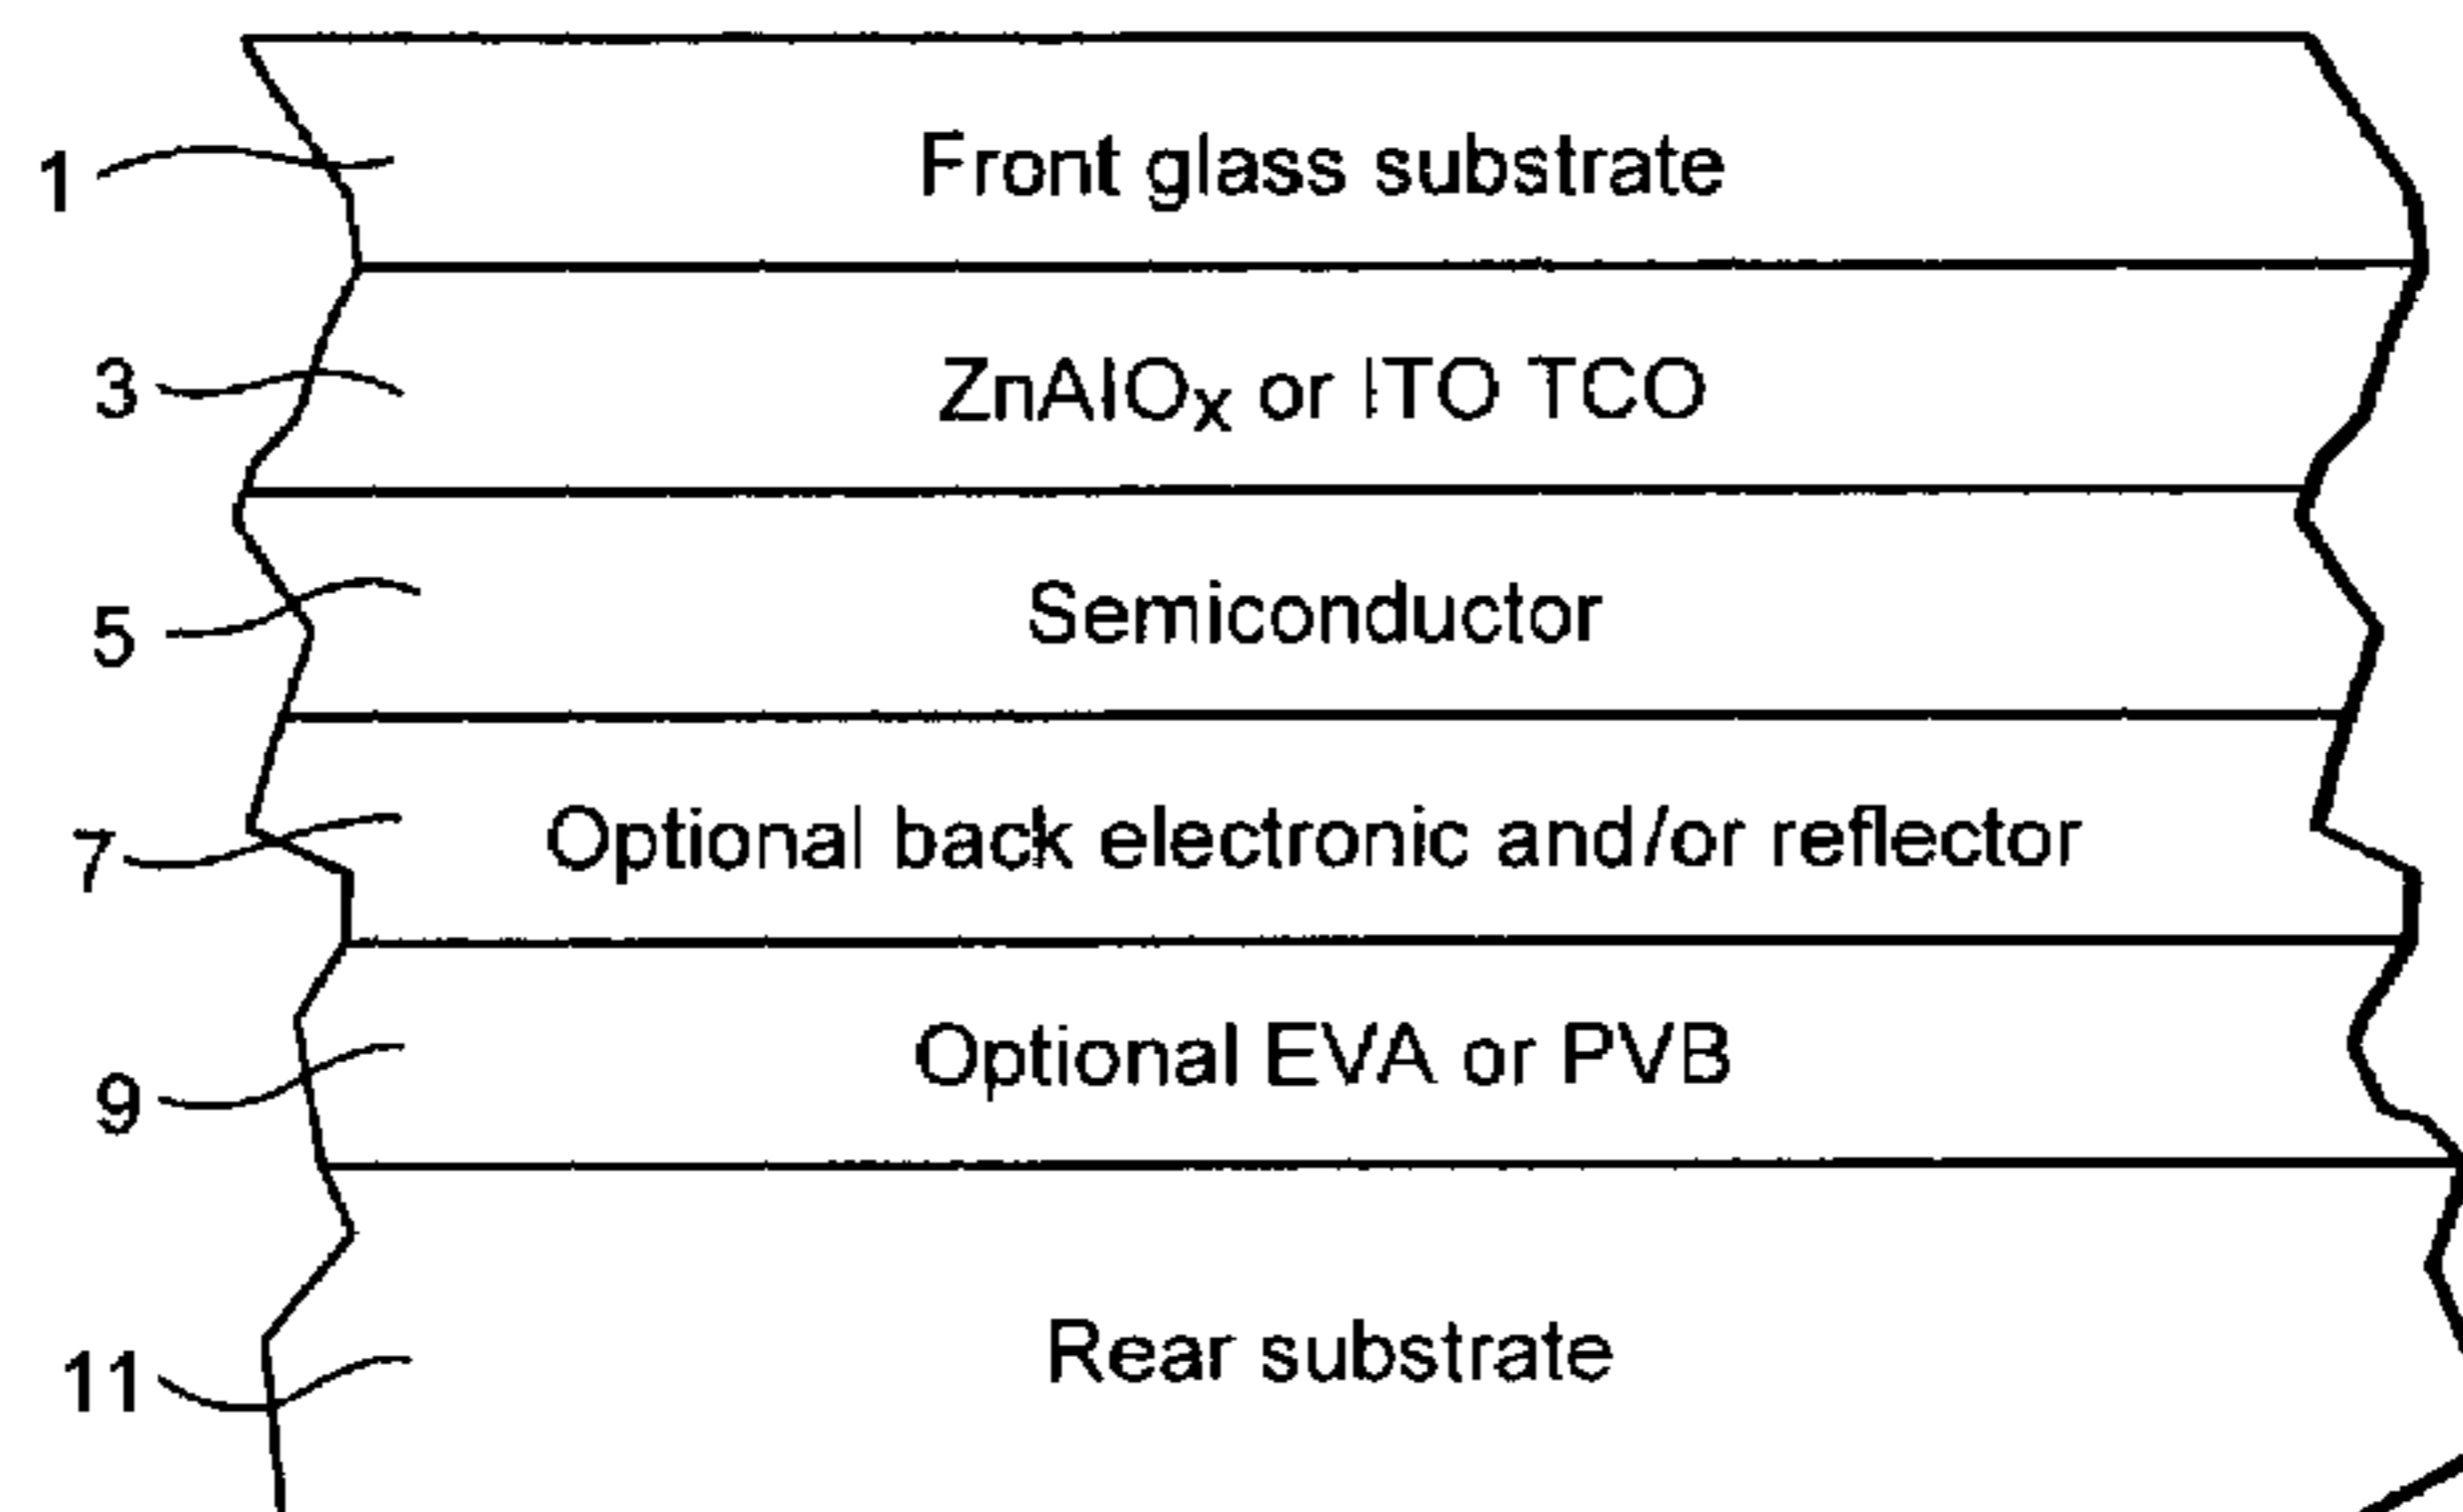 1 Front glass substrate
3 ZnAlOx or ITO TCO
5 Semiconductor
7 Optional back electronic and/or reflector
9 Optional EVA or PVB
11 Rear substrate